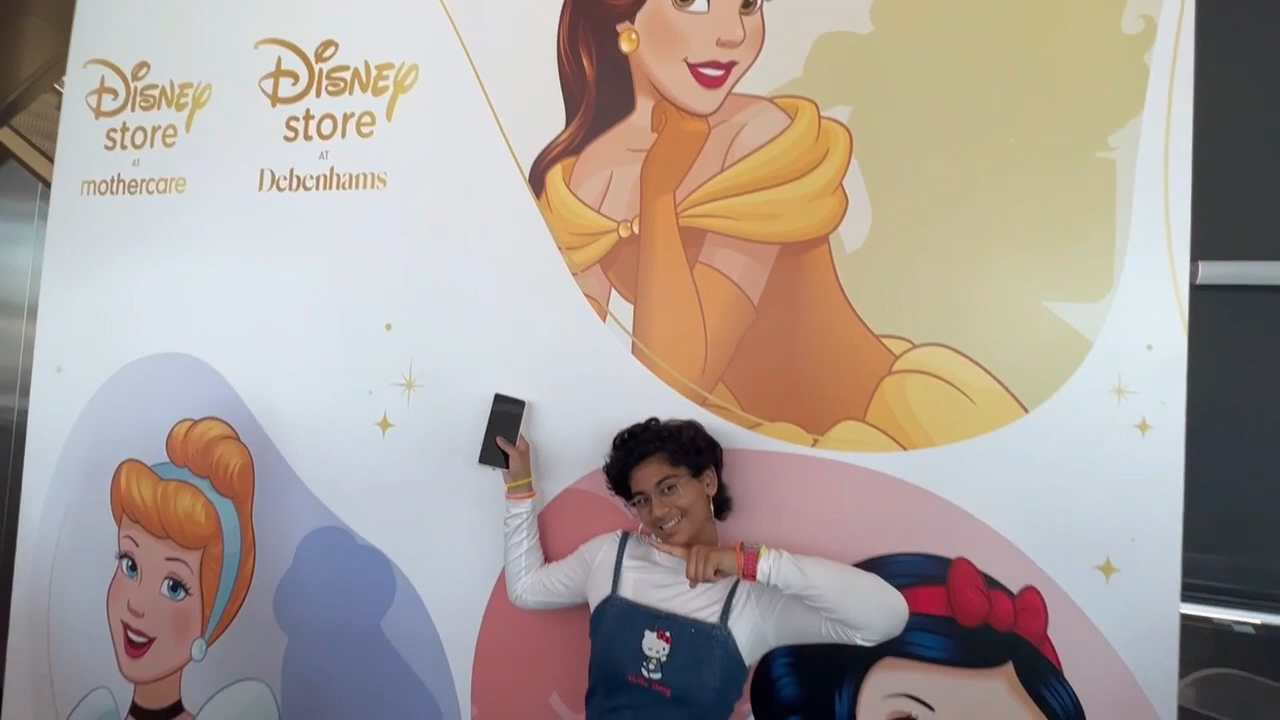 Disney
store
AT
mothercare
Disney
store
AT
Debenhams
Hello Kitty